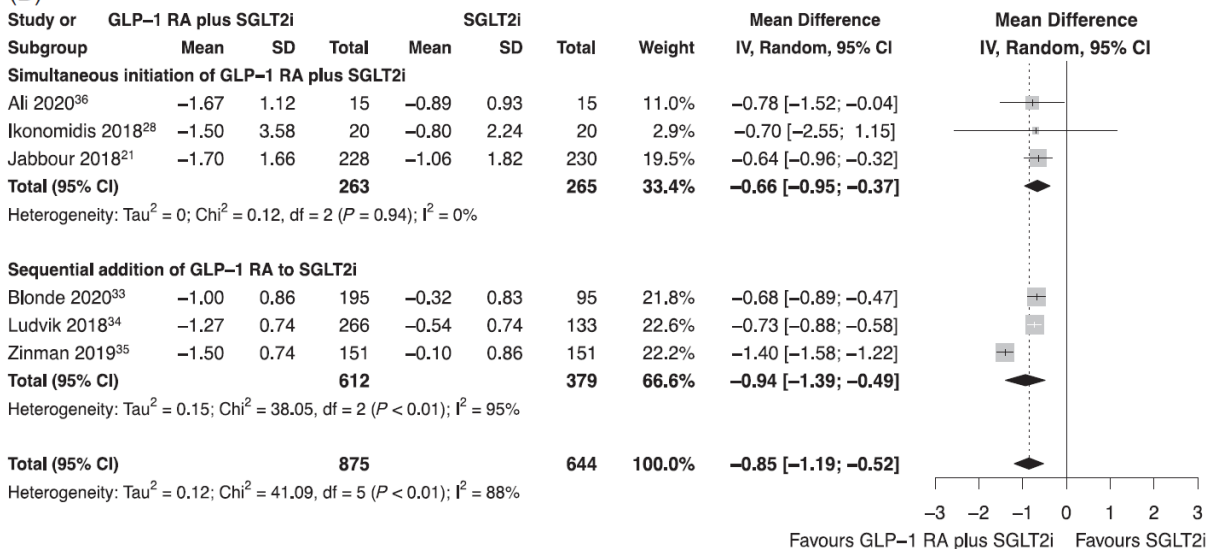 Study or GLP–1 RA plus SGLT2i SGLT2i Mean Difference Mean Difference
Subgroup Mean SD Total Mean SD Total Weight IV, Random, 95% CI IV, Random, 95% CI
Simultaneous initiation of GLP–1 RA plus SGLT2i
Ali 2020³⁶ −1.67 1.12 15 −0.89 0.93 15 11.0% −0.78 [−1.52; −0.04]
Ikonomidis 2018²⁸ −1.50 3.58 20 −0.80 2.24 20 2.9% −0.70 [−2.55; 1.15]
Jabbour 2018²¹ −1.70 1.66 228 −1.06 1.82 230 19.5% −0.64 [−0.96; −0.32]
Total (95% CI) 263 265 33.4% −0.66 [−0.95; −0.37]
Heterogeneity: Tau² = 0; Chi² = 0.12, df = 2 (P = 0.94); I² = 0%
Sequential addition of GLP–1 RA to SGLT2i
Blonde 2020³³ −1.00 0.86 195 −0.32 0.83 95 21.8% −0.68 [−0.89; −0.47]
Ludvik 2018³⁴ −1.27 0.74 266 −0.54 0.74 133 22.6% −0.73 [−0.88; −0.58]
Zinman 2019³⁵ −1.50 0.74 151 −0.10 0.86 151 22.2% −1.40 [−1.58; −1.22]
Total (95% CI) 612 379 66.6% −0.94 [−1.39; −0.49]
Heterogeneity: Tau² = 0.15; Chi² = 38.05, df = 2 (P < 0.01); I² = 95%
Total (95% CI) 875 644 100.0% −0.85 [−1.19; −0.52]
Heterogeneity: Tau² = 0.12; Chi² = 41.09, df = 5 (P < 0.01); I² = 88%
−3 −2 −1 0 1 2 3
Favours GLP–1 RA plus SGLT2i Favours SGLT2i